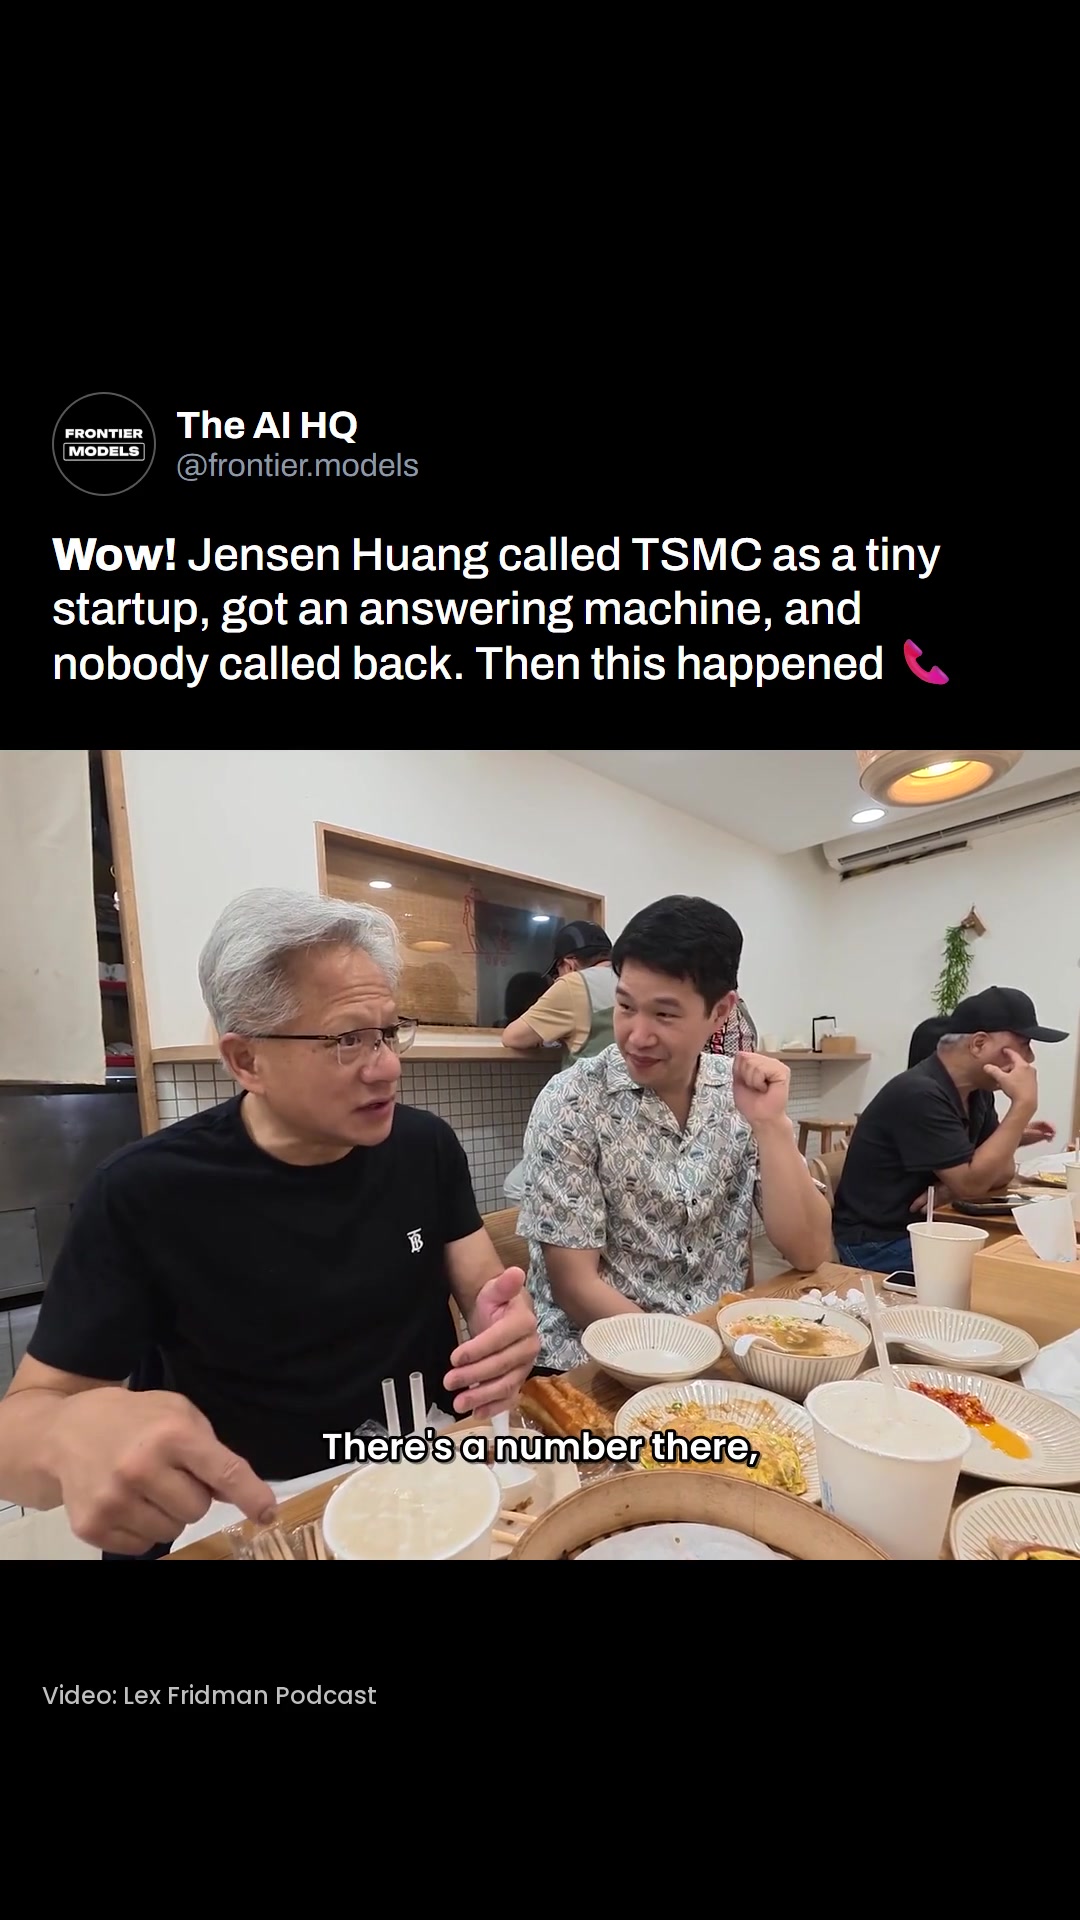 FRONTIER
MODELS
The AI HQ
@frontier.models
Wow! Jensen Huang called TSMC as a tiny
startup, got an answering machine, and
nobody called back. Then this happened 📞
There's a number there,
Video: Lex Fridman Podcast